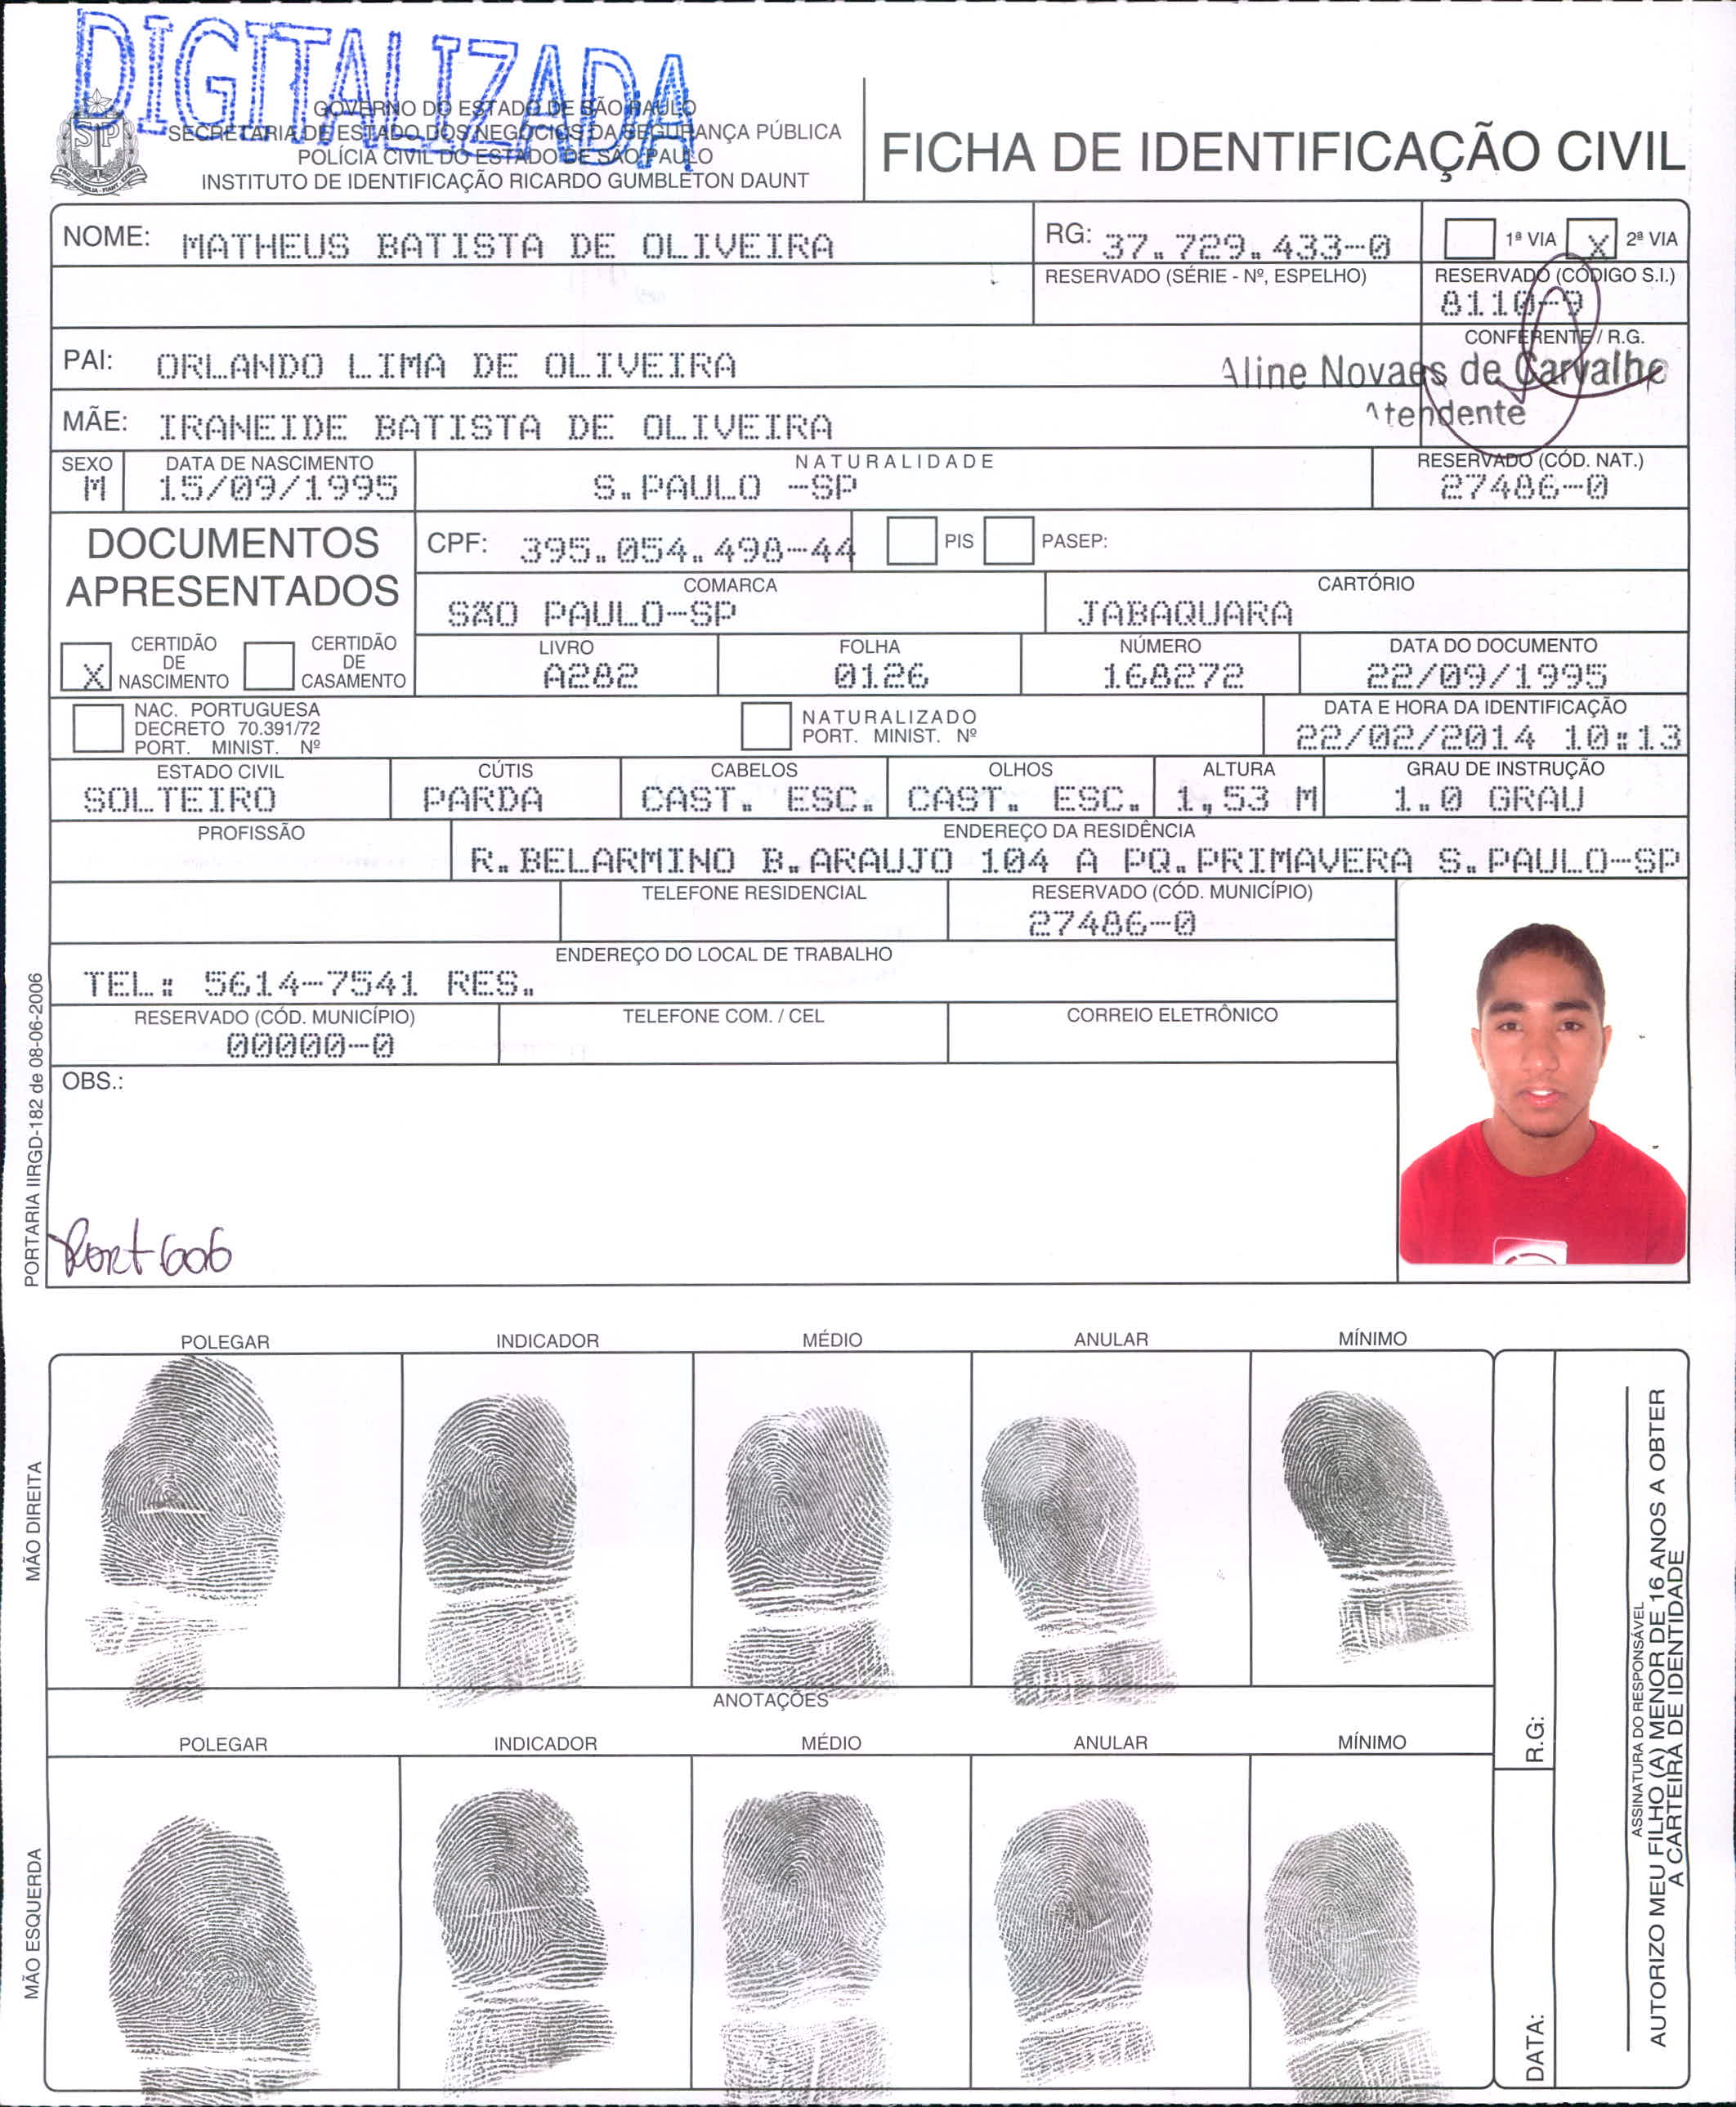 DIGITALIZADA
GOVERNO DO ESTADO DE SÃO PAULO
SECRETARIA DE ESTADO DOS NEGÓCIOS DA SEGURANÇA PÚBLICA
POLÍCIA CIVIL DO ESTADO DE SÃO PAULO
INSTITUTO DE IDENTIFICAÇÃO RICARDO GUMBLETON DAUNT
FICHA DE IDENTIFICAÇÃO CIVIL
NOME: MATHEUS BATISTA DE OLIVEIRA
RG: 37.729.433-0
1ª VIA X 2ª VIA
RESERVADO (SÉRIE - Nº, ESPELHO)
RESERVADO (CÓDIGO S.I.)
8110-9
PAI: ORLANDO LIMA DE OLIVEIRA
CONFERENTE / R.G.
Aline Novaes de Carvalho
Atendente
MÃE: IRANEIDE BATISTA DE OLIVEIRA
SEXO
M
DATA DE NASCIMENTO
15/09/1995
NATURALIDADE
S.PAULO -SP
RESERVADO (CÓD. NAT.)
27486-0
DOCUMENTOS
APRESENTADOS
CPF: 395.054.498-44
PIS
PASEP:
COMARCA
SÃO PAULO-SP
CARTÓRIO
JABAQUARA
X CERTIDÃO
DE
NASCIMENTO
CERTIDÃO
DE
CASAMENTO
LIVRO
A282
FOLHA
0126
NÚMERO
168272
DATA DO DOCUMENTO
22/09/1995
NAC. PORTUGUESA
DECRETO 70.391/72
PORT. MINIST. Nº
NATURALIZADO
PORT. MINIST. Nº
DATA E HORA DA IDENTIFICAÇÃO
22/02/2014 10:13
ESTADO CIVIL
SOLTEIRO
CÚTIS
PARDA
CABELOS
CAST. ESC.
OLHOS
CAST. ESC.
ALTURA
1,53 M
GRAU DE INSTRUÇÃO
1.0 GRAU
PROFISSÃO
ENDEREÇO DA RESIDÊNCIA
R.BELARMINO B.ARAUJO 104 A PQ.PRIMAVERA S.PAULO-SP
TELEFONE RESIDENCIAL
RESERVADO (CÓD. MUNICÍPIO)
27486-0
ENDEREÇO DO LOCAL DE TRABALHO
TEL: 5614-7541 RES.
RESERVADO (CÓD. MUNICÍPIO)
00000-0
TELEFONE COM. / CEL
CORREIO ELETRÔNICO
OBS.:
Port 606
PORTARIA IIRGD-182 de 08-06-2006
POLEGAR INDICADOR MÉDIO ANULAR MÍNIMO
MÃO DIREITA
ANOTAÇÕES
POLEGAR INDICADOR MÉDIO ANULAR MÍNIMO
MÃO ESQUERDA
R.G:
DATA:
ASSINATURA DO RESPONSÁVEL
AUTORIZO MEU FILHO (A) MENOR DE 16 ANOS A OBTER
A CARTEIRA DE IDENTIDADE